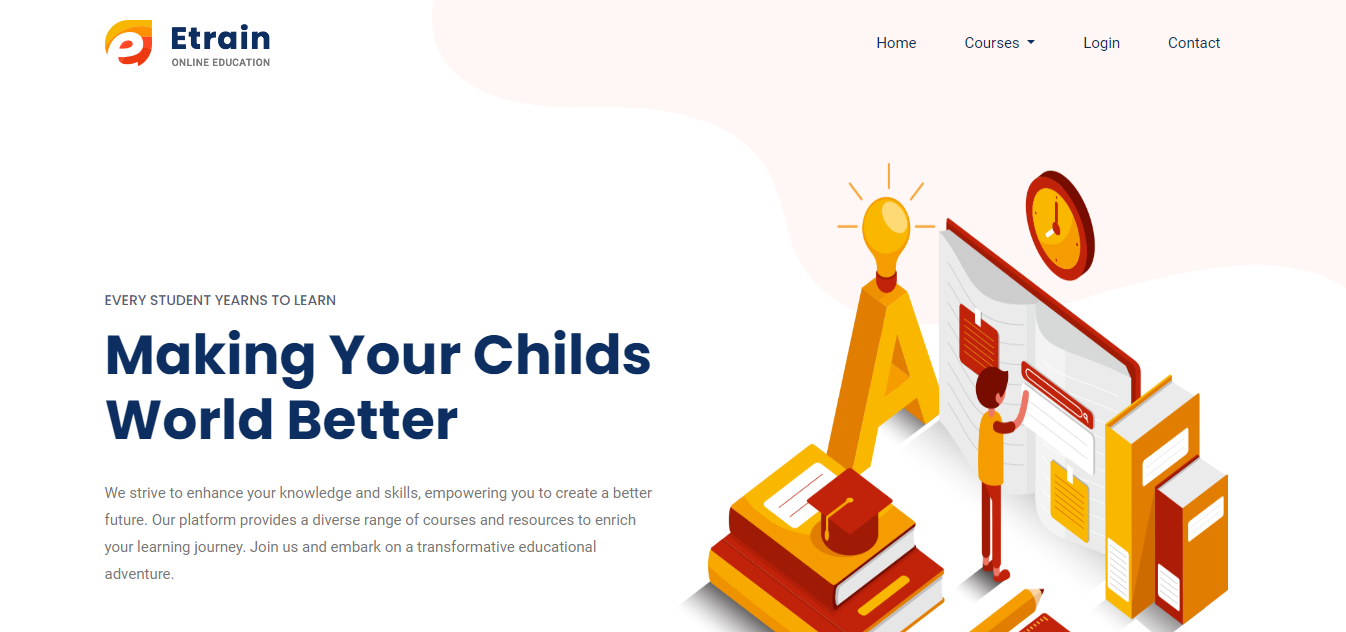 Etrain
ONLINE EDUCATION
Home
Courses
Login
Contact
EVERY STUDENT YEARNS TO LEARN
Making Your Childs
World Better
We strive to enhance your knowledge and skills, empowering you to create a better
future. Our platform provides a diverse range of courses and resources to enrich
your learning journey. Join us and embark on a transformative educational
adventure.